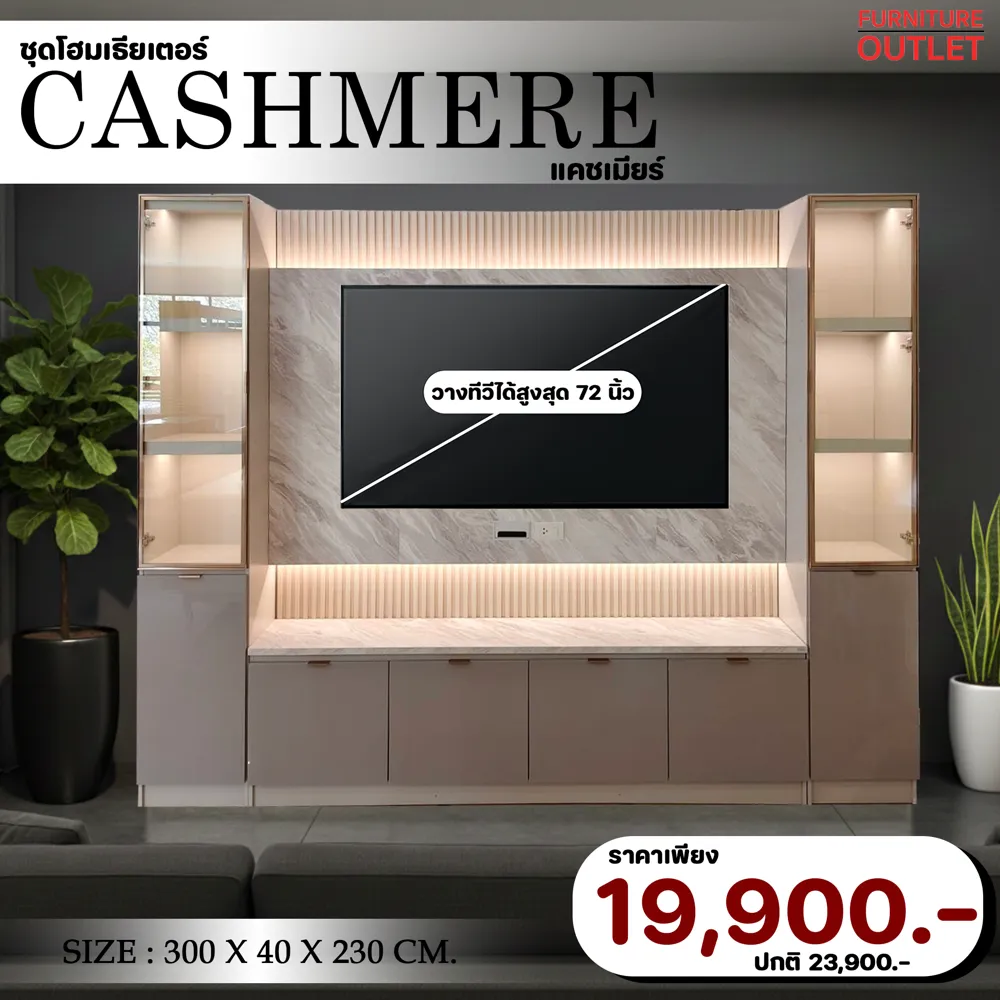 ชุดโฮมเธียเตอร์
FURNITURE
OUTLET
CASHMERE
แคชเมียร์
วางทีวีได้สูงสุด 72 นิ้ว
ราคาเพียง
19,900.-
ปกติ 23,900.-
SIZE : 300 X 40 X 230 CM.